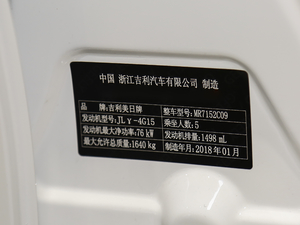 中国 浙江吉利汽车有限公司 制造
品牌:吉利美日牌 整车型号:MR7152C09
发动机型号:JLγ-4G15 乘坐人数:5
发动机最大净功率:76 kW 发动机排量:1498 mL
最大允许总质量:1640 kg 制造年月:2018年01月